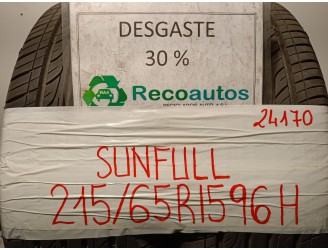 DESGASTE
30 %
Recoautos
24170
SUNFULL
215/65R1596H